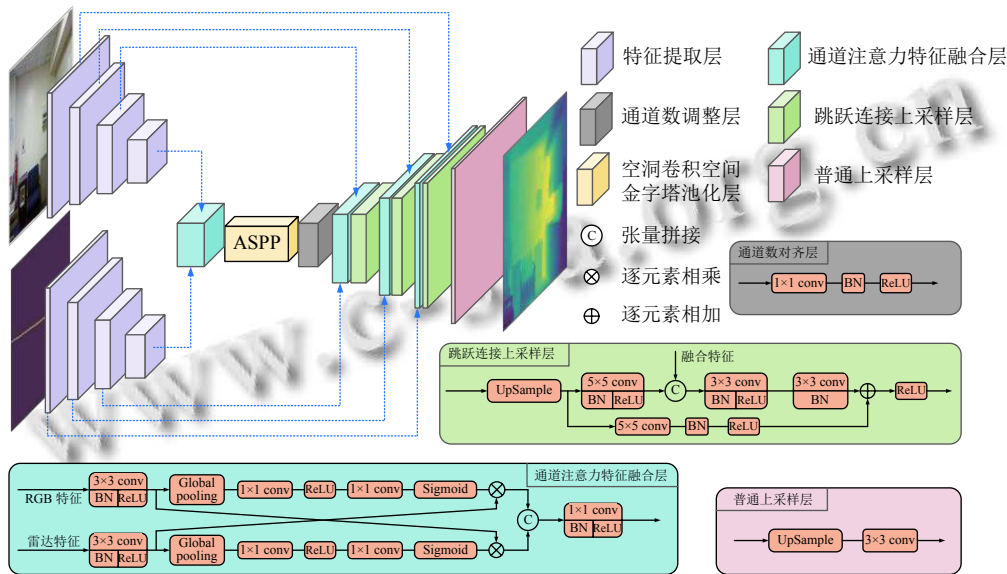 特征提取层
通道注意力特征融合层
通道数调整层
跳跃连接上采样层
空洞卷积空间
金字塔池化层
普通上采样层
ASPP
C
张量拼接
逐元素相乘
逐元素相加
通道数对齐层
1×1 conv
BN
ReLU
跳跃连接上采样层
融合特征
UpSample
5×5 conv
BN ReLU
C
3×3 conv
BN ReLU
3×3 conv
BN
ReLU
5×5 conv
BN
ReLU
通道注意力特征融合层
RGB 特征
3×3 conv
BN ReLU
Global
pooling
1×1 conv
ReLU
1×1 conv
Sigmoid
C
1×1 conv
BN ReLU
雷达特征
3×3 conv
BN ReLU
Global
pooling
1×1 conv
ReLU
1×1 conv
Sigmoid
普通上采样层
UpSample
3×3 conv